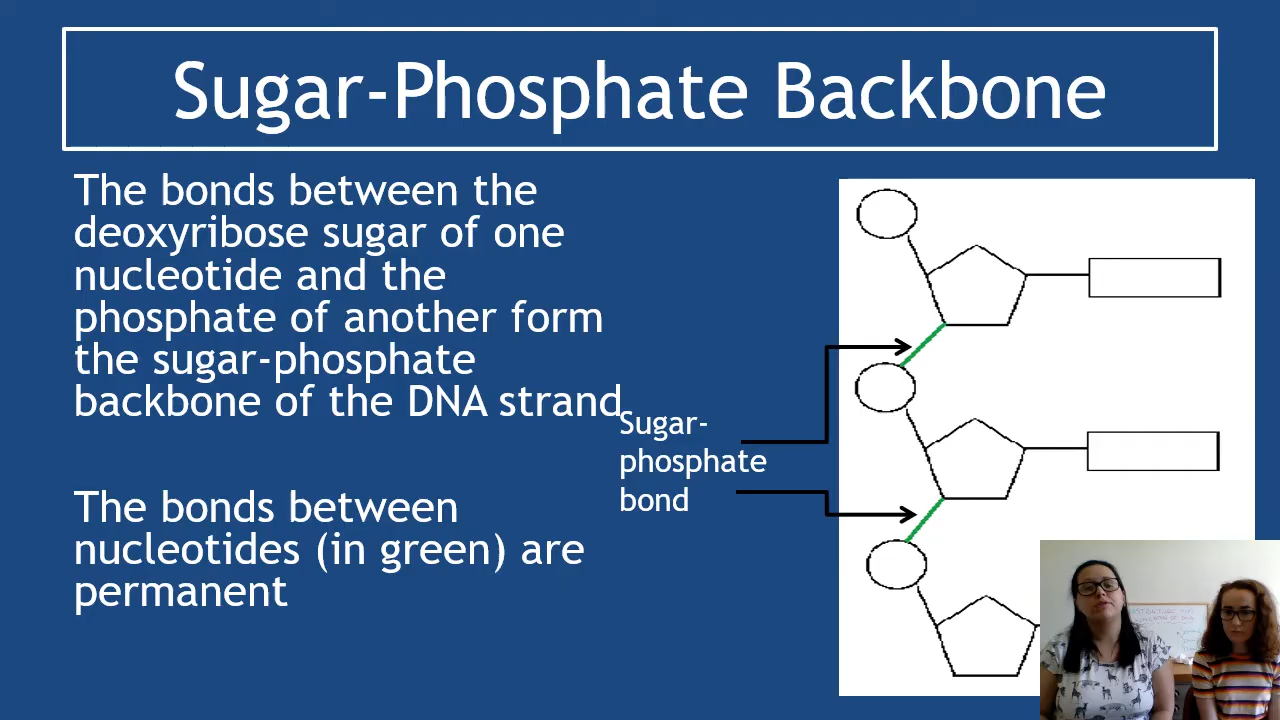 Sugar-Phosphate Backbone
The bonds between the
deoxyribose sugar of one
nucleotide and the
phosphate of another form
the sugar-phosphate
backbone of the DNA strand
Sugar-
phosphate
bond
The bonds between
nucleotides (in green) are
permanent